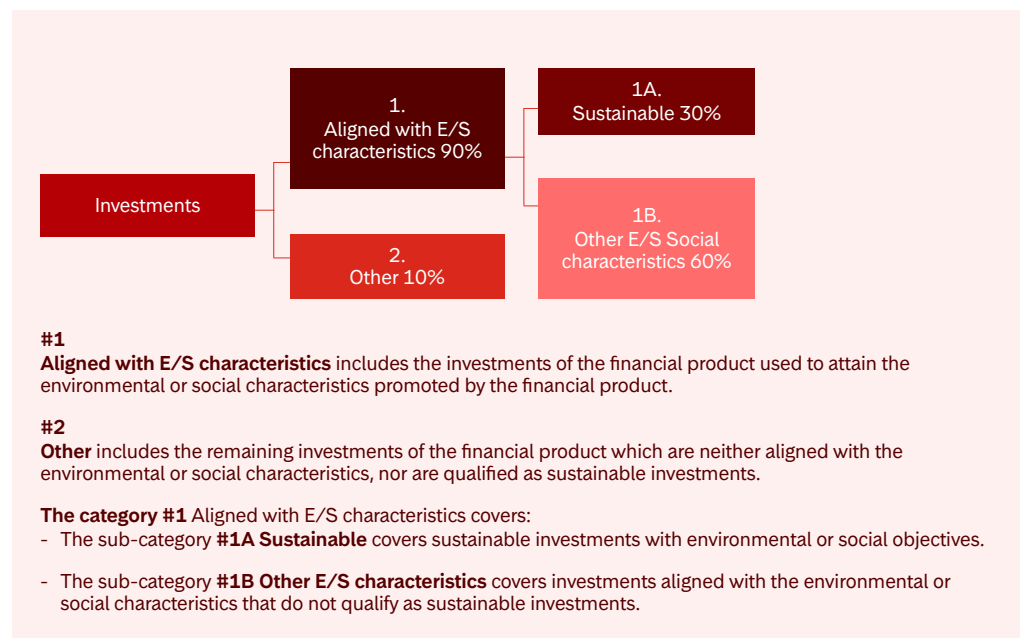 1.
Aligned with E/S
characteristics 90%
1A.
Sustainable 30%
Investments
1B.
Other E/S Social
characteristics 60%
2.
Other 10%
#1
Aligned with E/S characteristics includes the investments of the financial product used to attain the
environmental or social characteristics promoted by the financial product.
#2
Other includes the remaining investments of the financial product which are neither aligned with the
environmental or social characteristics, nor are qualified as sustainable investments.
The category #1 Aligned with E/S characteristics covers:
- The sub-category #1A Sustainable covers sustainable investments with environmental or social objectives.
- The sub-category #1B Other E/S characteristics covers investments aligned with the environmental or
social characteristics that do not qualify as sustainable investments.